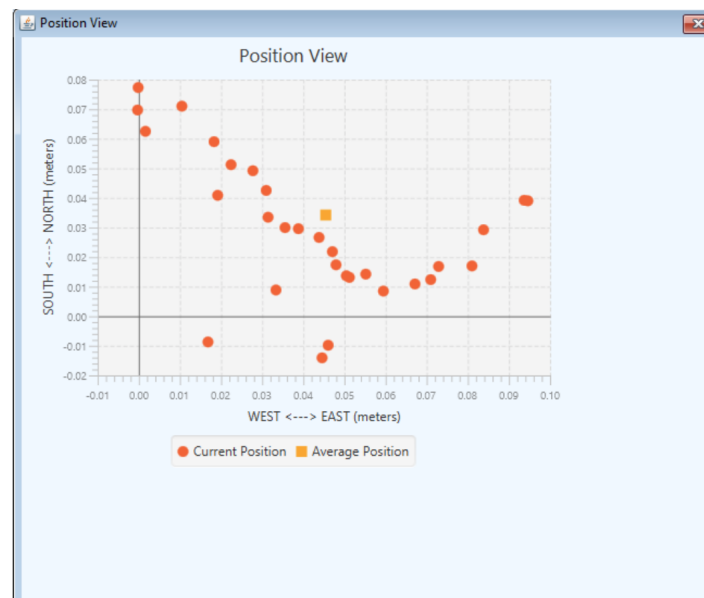 Position View
Position View
SOUTH <---> NORTH (meters)
0.08
0.07
0.06
0.05
0.04
0.03
0.02
0.01
0.00
-0.01
-0.02
-0.01 0.00 0.01 0.02 0.03 0.04 0.05 0.06 0.07 0.08 0.09 0.10
WEST <---> EAST (meters)
Current Position Average Position